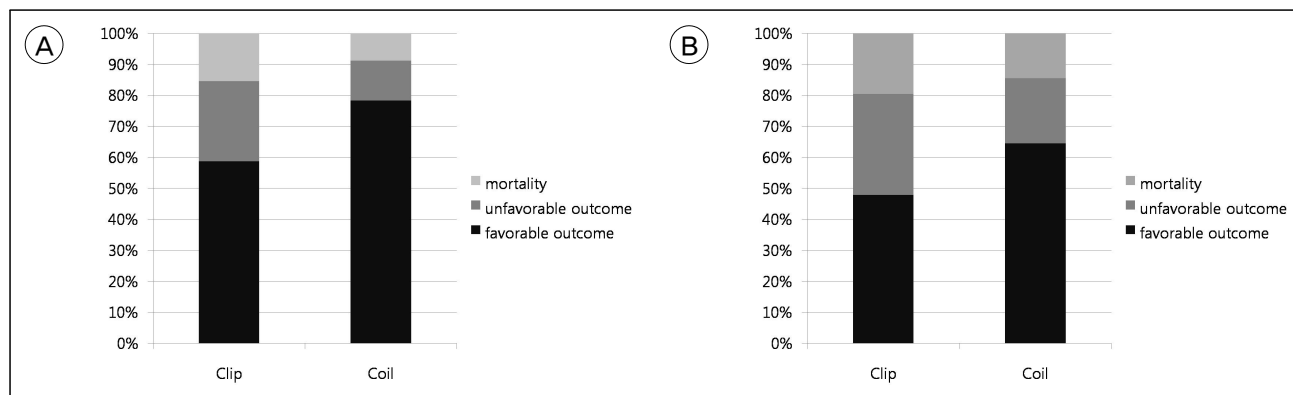 A
100%
90%
80%
70%
60%
50%
40%
30%
20%
10%
0%
Clip
Coil
mortality
unfavorable outcome
favorable outcome
B
100%
90%
80%
70%
60%
50%
40%
30%
20%
10%
0%
Clip
Coil
mortality
unfavorable outcome
favorable outcome